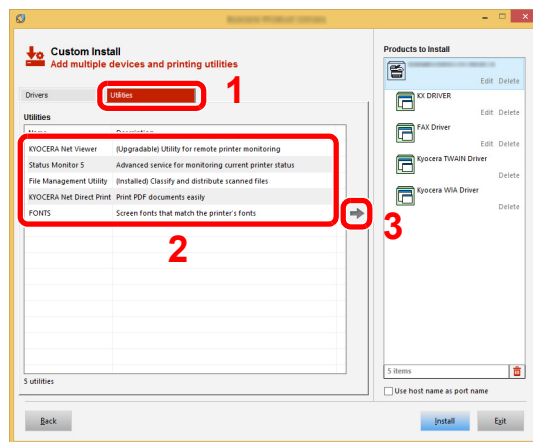 Custom Install
Add multiple devices and printing utilities
1
Drivers
Utilities
Utilities
Name Description
KYOCERA Net Viewer (Upgradable) Utility for remote printer monitoring
Status Monitor 5 Advanced service for monitoring current printer status
File Management Utility (Installed) Classify and distribute scanned files
KYOCERA Net Direct Print Print PDF documents easily
FONTS Screen fonts that match the printer's fonts
2
3
5 utilities
Products to Install
Edit Delete
KX DRIVER
Edit Delete
FAX Driver
Edit Delete
Kyocera TWAIN Driver
Delete
Kyocera WIA Driver
Delete
5 items
Use host name as port name
Back
Install
Exit